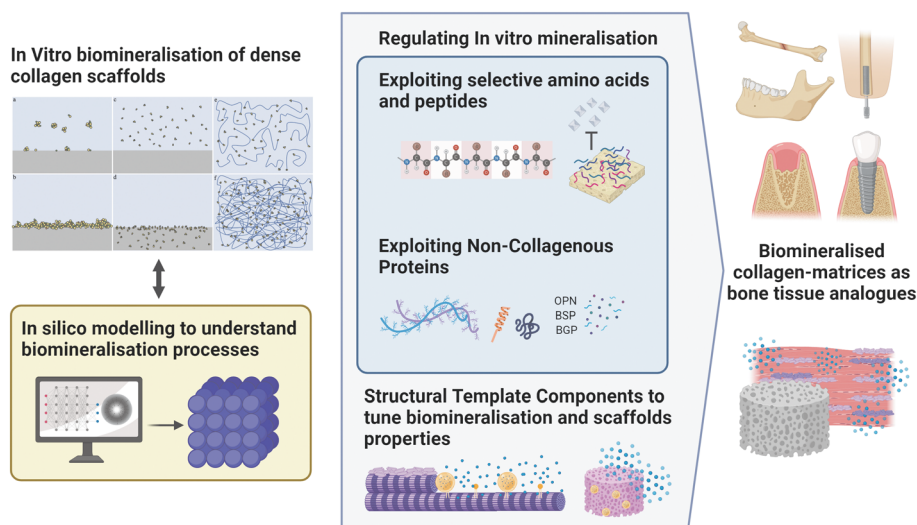 In Vitro biomineralisation of dense
collagen scaffolds
a
c
e
b
d
f
In silico modelling to understand
biomineralisation processes
Regulating In vitro mineralisation
Exploiting selective amino acids
and peptides
Exploiting Non-Collagenous
Proteins
OPN
BSP
BGP
Structural Template Components to
tune biomineralisation and scaffolds
properties
Biomineralised
collagen-matrices as
bone tissue analogues